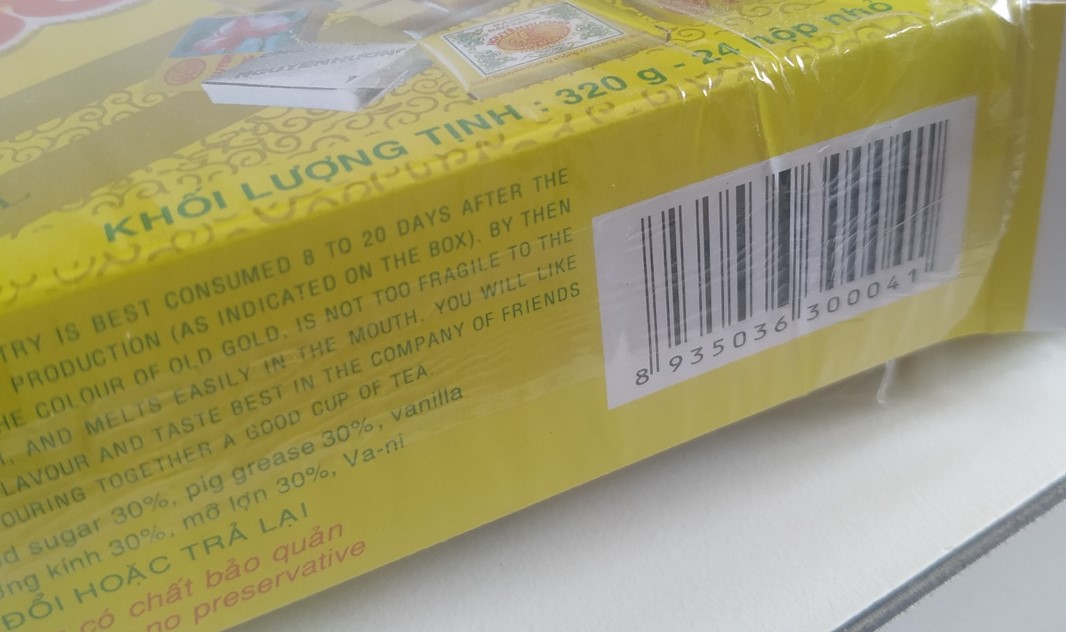 NGUYENHUONG
KHỐI LƯỢNG TỊNH : 320 g - 24 hộp nhỏ
TRY IS BEST CONSUMED 8 TO 20 DAYS AFTER THE
PRODUCTION (AS INDICATED ON THE BOX). BY THEN
HE COLOUR OF OLD GOLD, IS NOT TOO FRAGILE TO THE
, AND MELTS EASILY IN THE MOUTH. YOU WILL LIKE
LAVOUR AND TASTE BEST IN THE COMPANY OF FRIENDS
OURING TOGETHER A GOOD CUP OF TEA.
d sugar 30%, pig grease 30%, vanilla
ng kính 30%, mỡ lợn 30%, Va-ni
ĐỔI HOẶC TRẢ LẠI
có chất bảo quản
no preservative
8 935036 300041